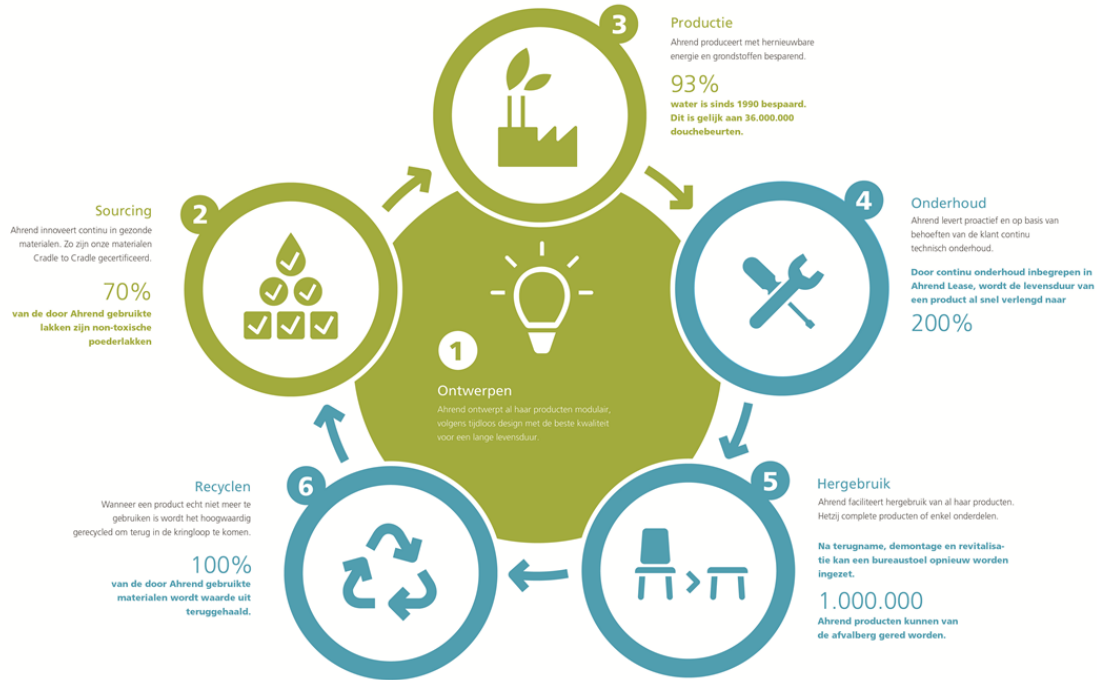 1
Ontwerpen
Ahrend ontwerpt al haar producten modulair,
volgens tijdloos design met de beste kwaliteit
voor een lange levensduur.
2
Sourcing
Ahrend innoveert continu in gezonde
materialen. Zo zijn onze materialen
Cradle to Cradle gecertificeerd.
70%
van de door Ahrend gebruikte
lakken zijn non-toxische
poederlakken
3
Productie
Ahrend produceert met hernieuwbare
energie en grondstoffen besparend.
93%
water is sinds 1990 bespaard.
Dit is gelijk aan 36.000.000
douchebeurten.
4
Onderhoud
Ahrend levert proactief en op basis van
behoeften van de klant continu
technisch onderhoud.
Door continu onderhoud inbegrepen in
Ahrend Lease, wordt de levensduur van
een product al snel verlengd naar
200%
5
Hergebruik
Ahrend faciliteert hergebruik van al haar producten.
Hetzij complete producten of enkel onderdelen.
Na terugname, demontage en revitalisa-
tie kan een bureaustoel opnieuw worden
ingezet.
1.000.000
Ahrend producten kunnen van
de afvalberg gered worden.
6
Recyclen
Wanneer een product echt niet meer te
gebruiken is wordt het hoogwaardig
gerecycled om terug in de kringloop te komen.
100%
van de door Ahrend gebruikte
materialen wordt waarde uit
teruggehaald.